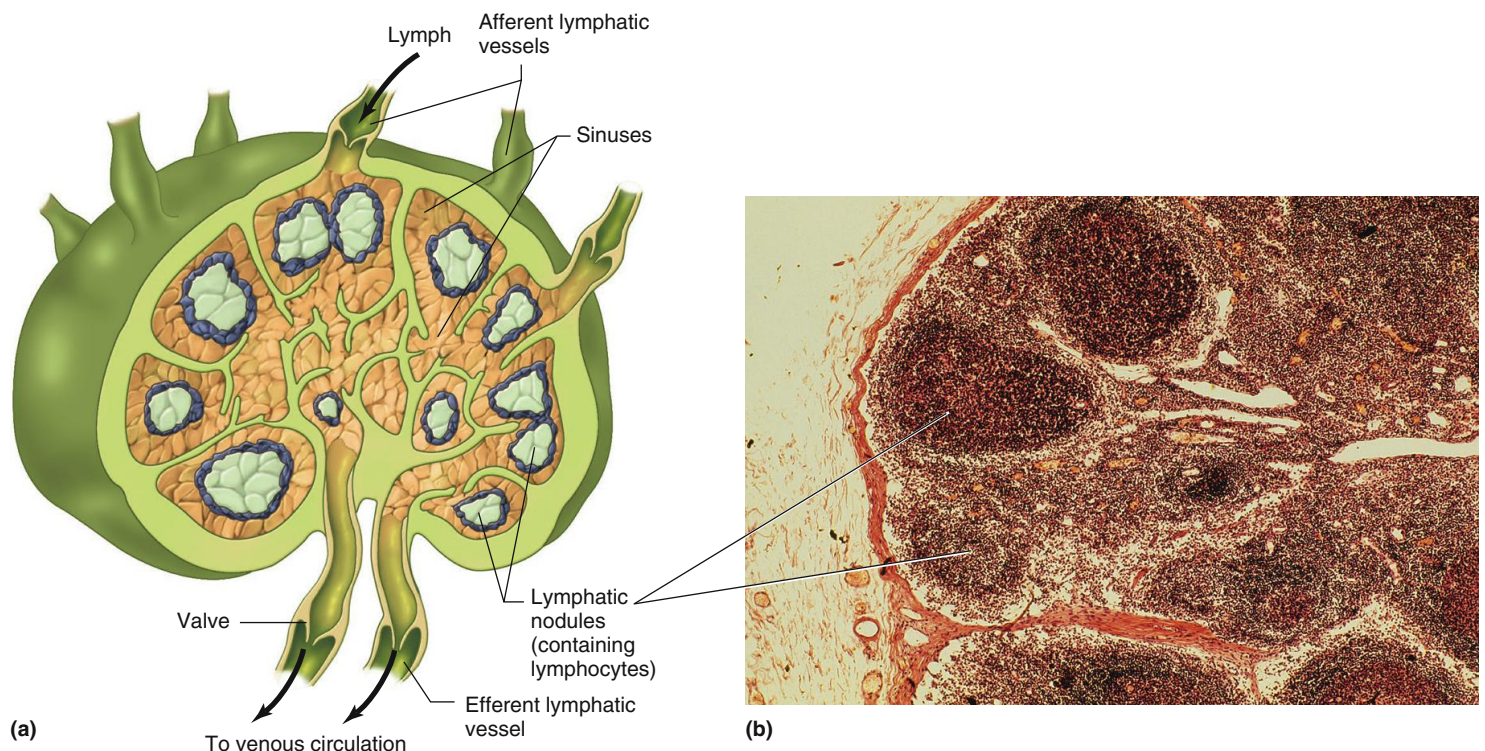 Lymph
Afferent lymphatic
vessels
Sinuses
Lymphatic
nodules
(containing
lymphocytes)
Valve
Efferent lymphatic
vessel
To venous circulation
(a)
(b)